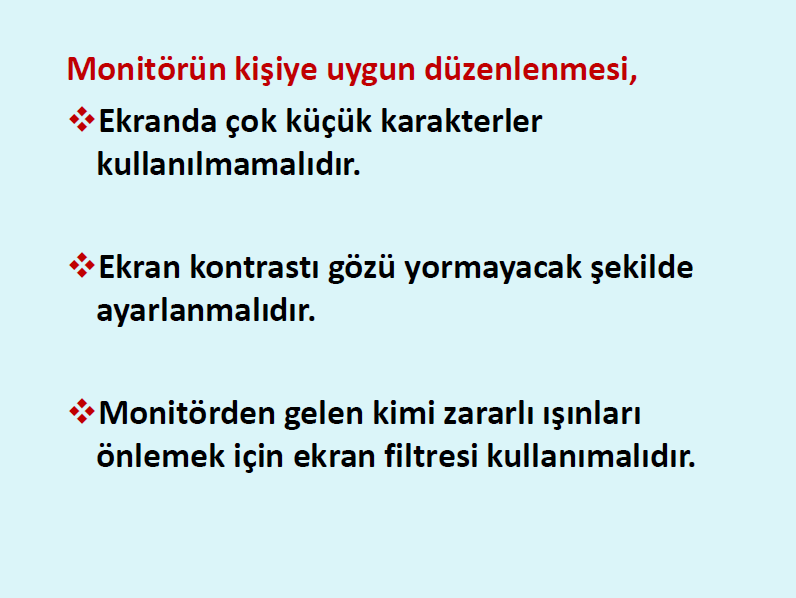 Monitörün kişiye uygun düzenlenmesi,
❖Ekranda çok küçük karakterler
kullanılmamalıdır.
❖Ekran kontrastı gözü yormayacak şekilde
ayarlanmalıdır.
❖Monitörden gelen kimi zararlı ışınları
önlemek için ekran filtresi kullanımalıdır.